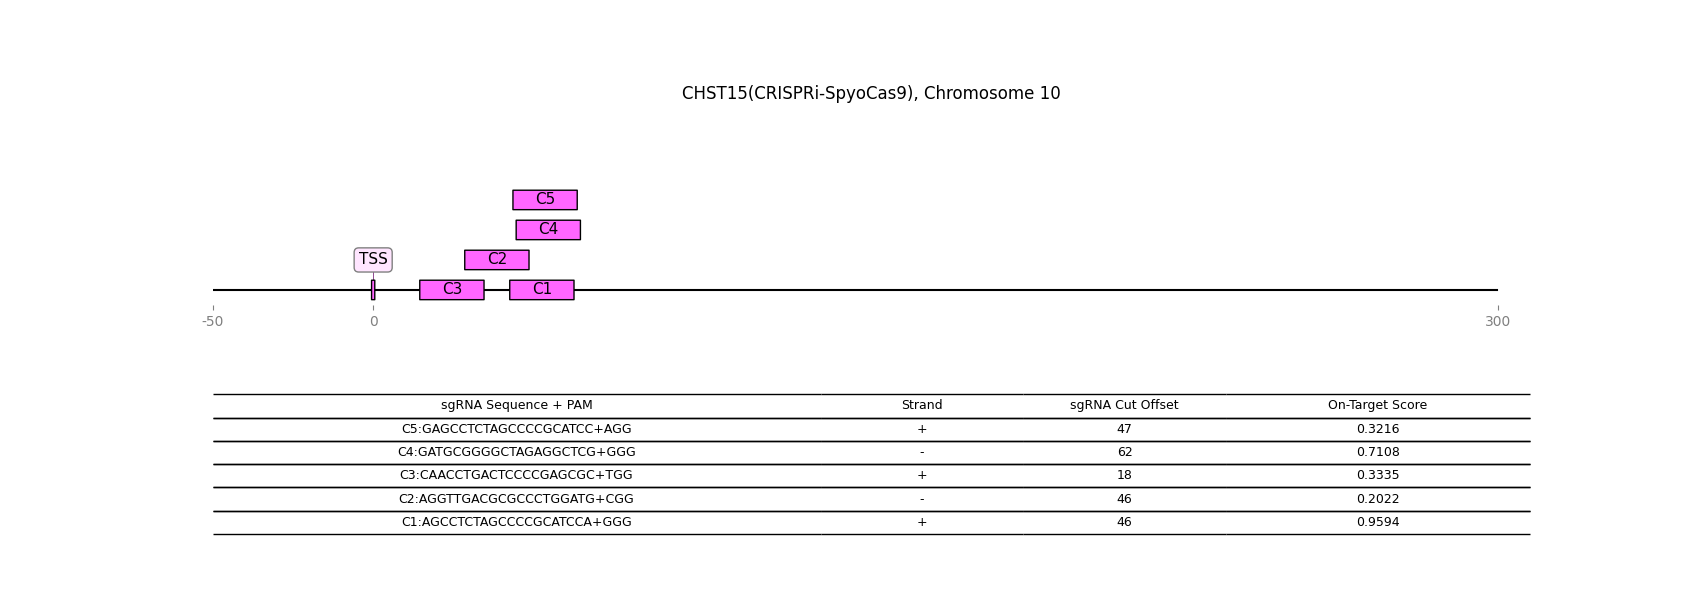 CHST15(CRISPRi-SpyoCas9), Chromosome 10
C5
C4
TSS C2
C3 C1
-50 0 300
sgRNA Sequence + PAM Strand sgRNA Cut Offset On-Target Score
C5:GAGCCTCTAGCCCCGCATCC+AGG + 47 0.3216
C4:GATGCGGGGCTAGAGGCTCG+GGG - 62 0.7108
C3:CAACCTGACTCCCCGAGCGC+TGG + 18 0.3335
C2:AGGTTGACGCGCCCTGGATG+CGG - 46 0.2022
C1:AGCCTCTAGCCCCGCATCCA+GGG + 46 0.9594